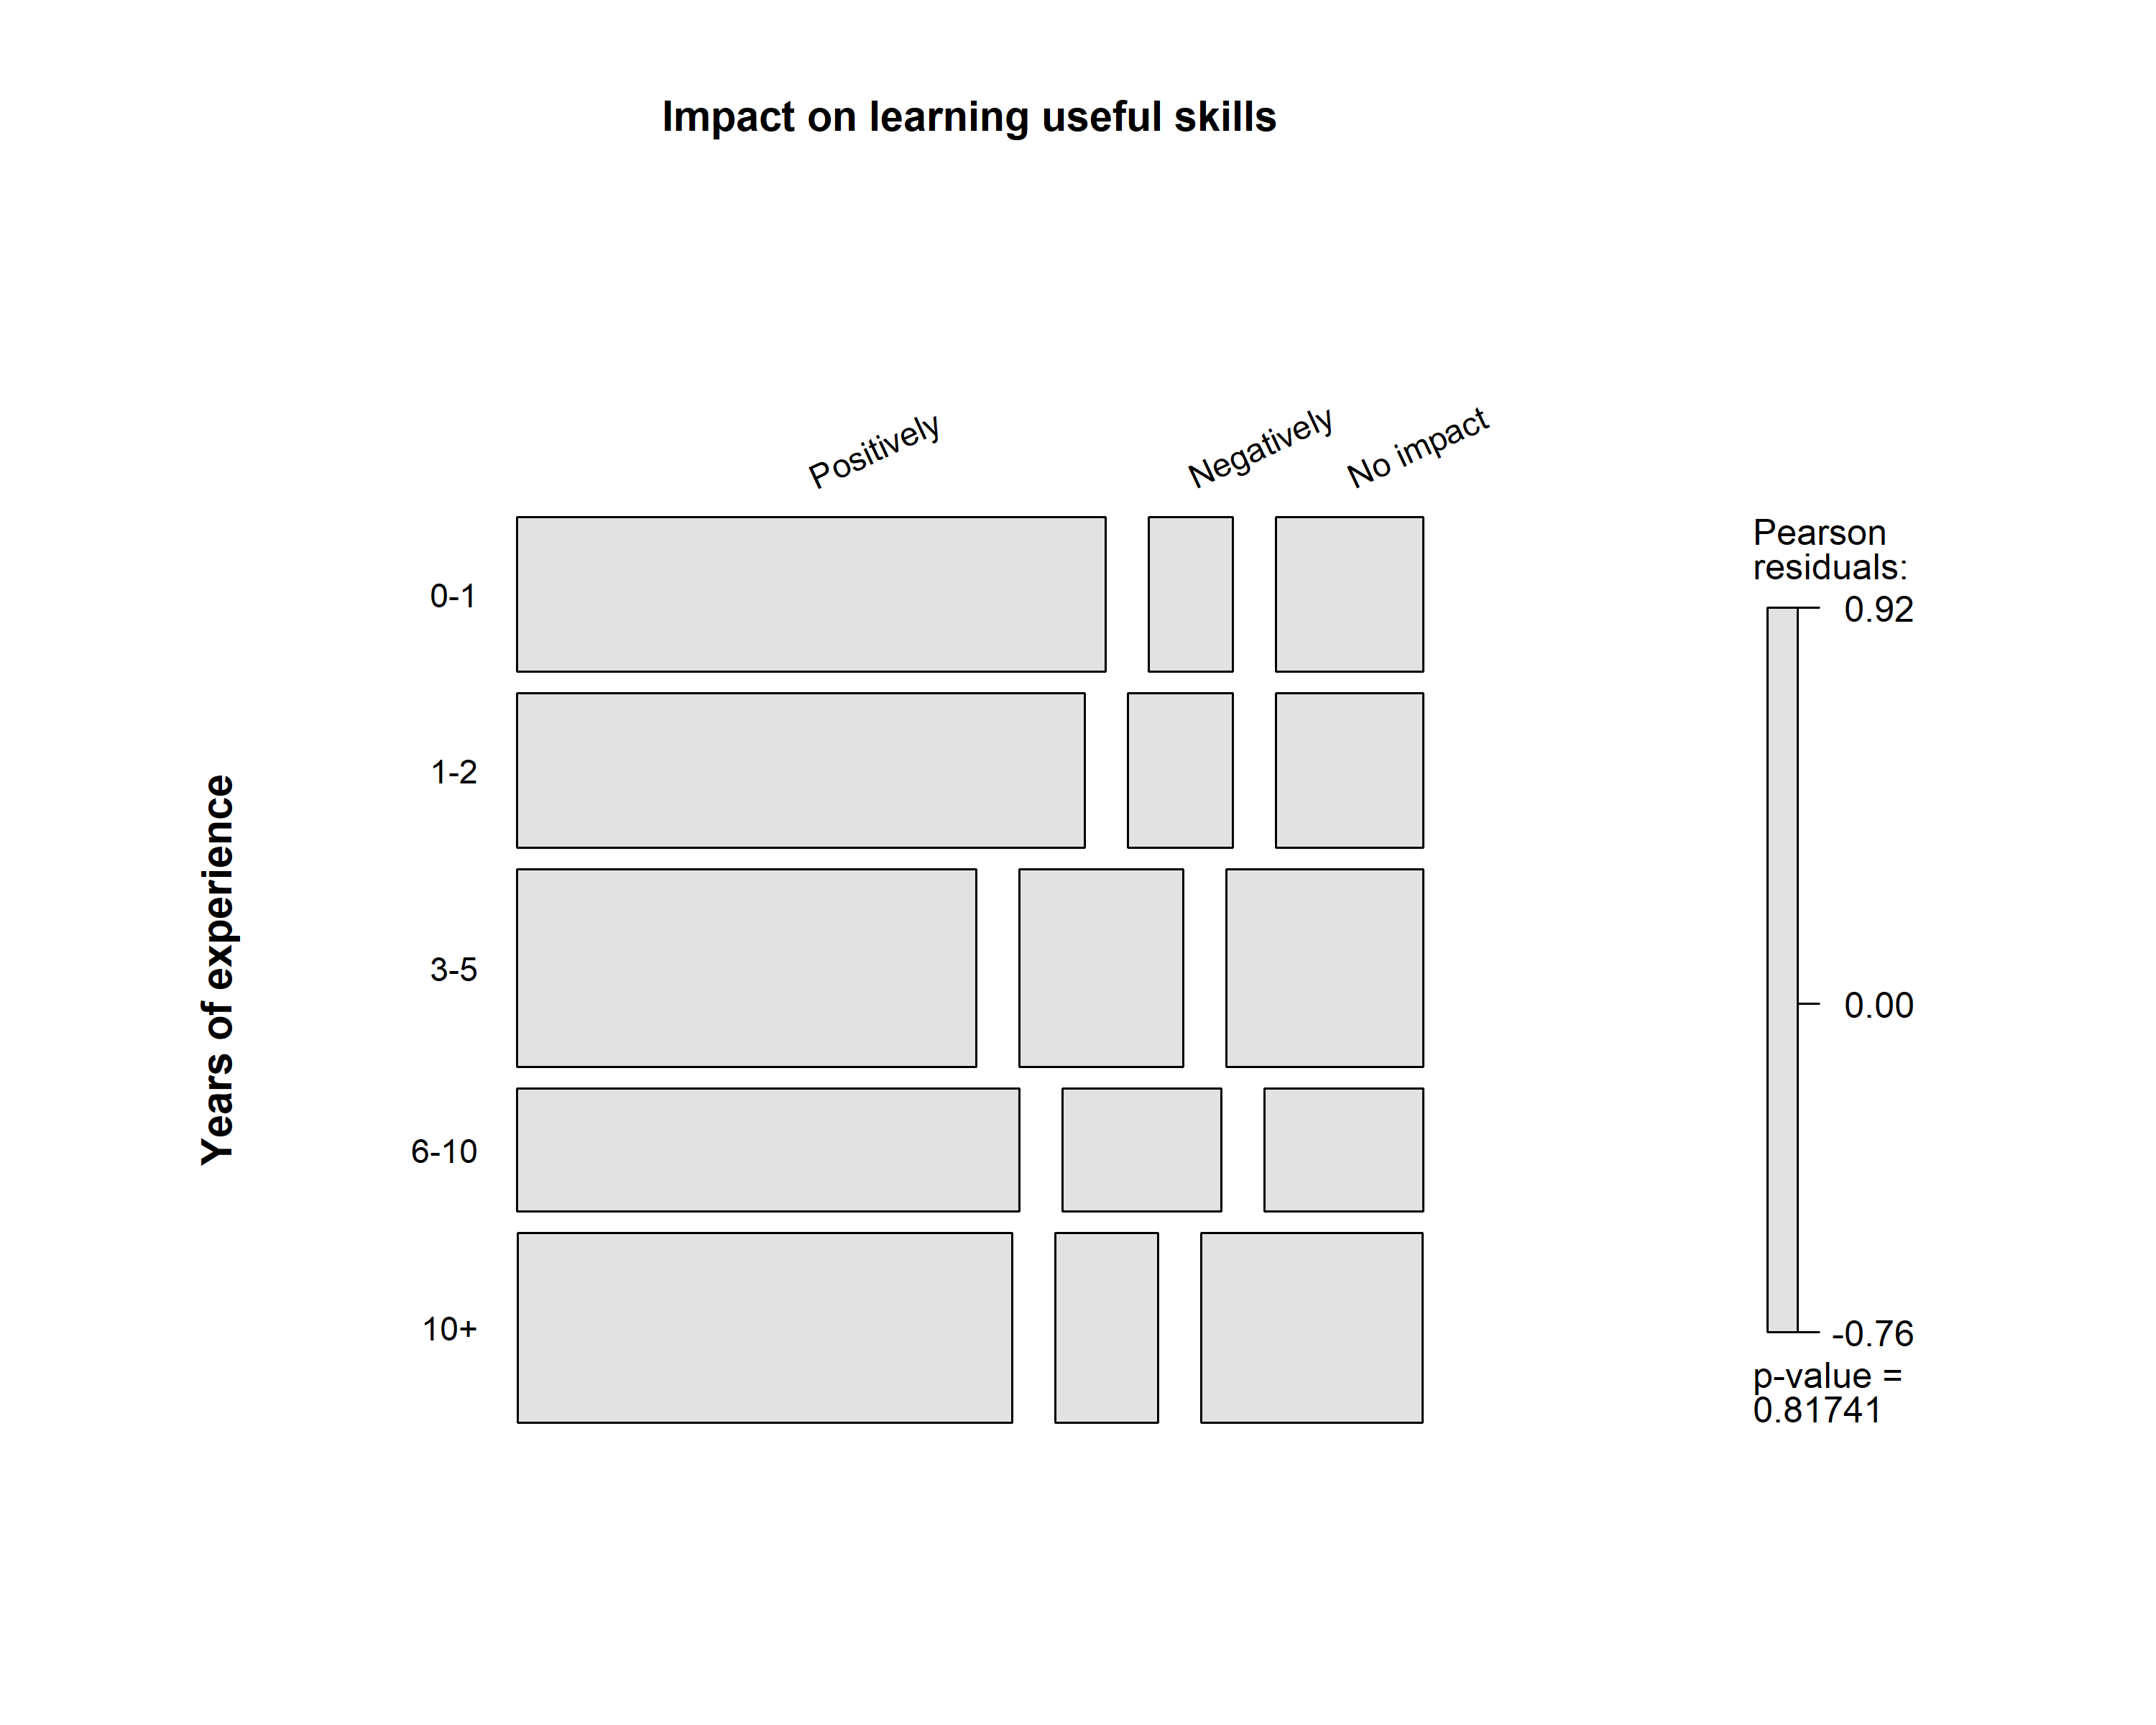 Impact on learning useful skills
Positively
Negatively
No impact
Years of experience
0-1
1-2
3-5
6-10
10+
Pearson
residuals:
0.92
0.00
-0.76
p-value =
0.81741